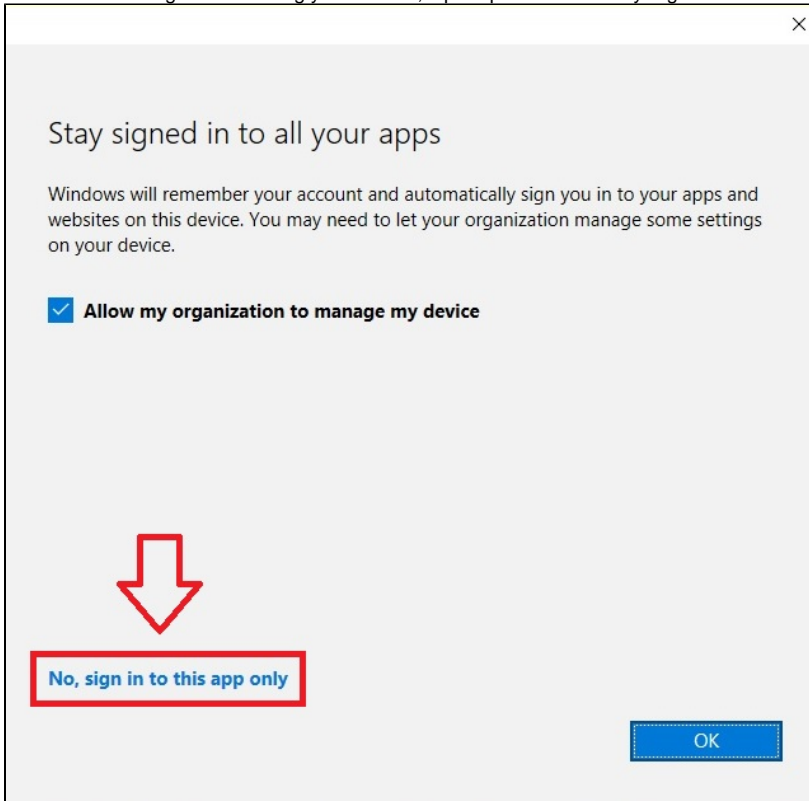 Stay signed in to all your apps
Windows will remember your account and automatically sign you in to your apps and
websites on this device. You may need to let your organization manage some settings
on your device.
Allow my organization to manage my device
No, sign in to this app only
OK